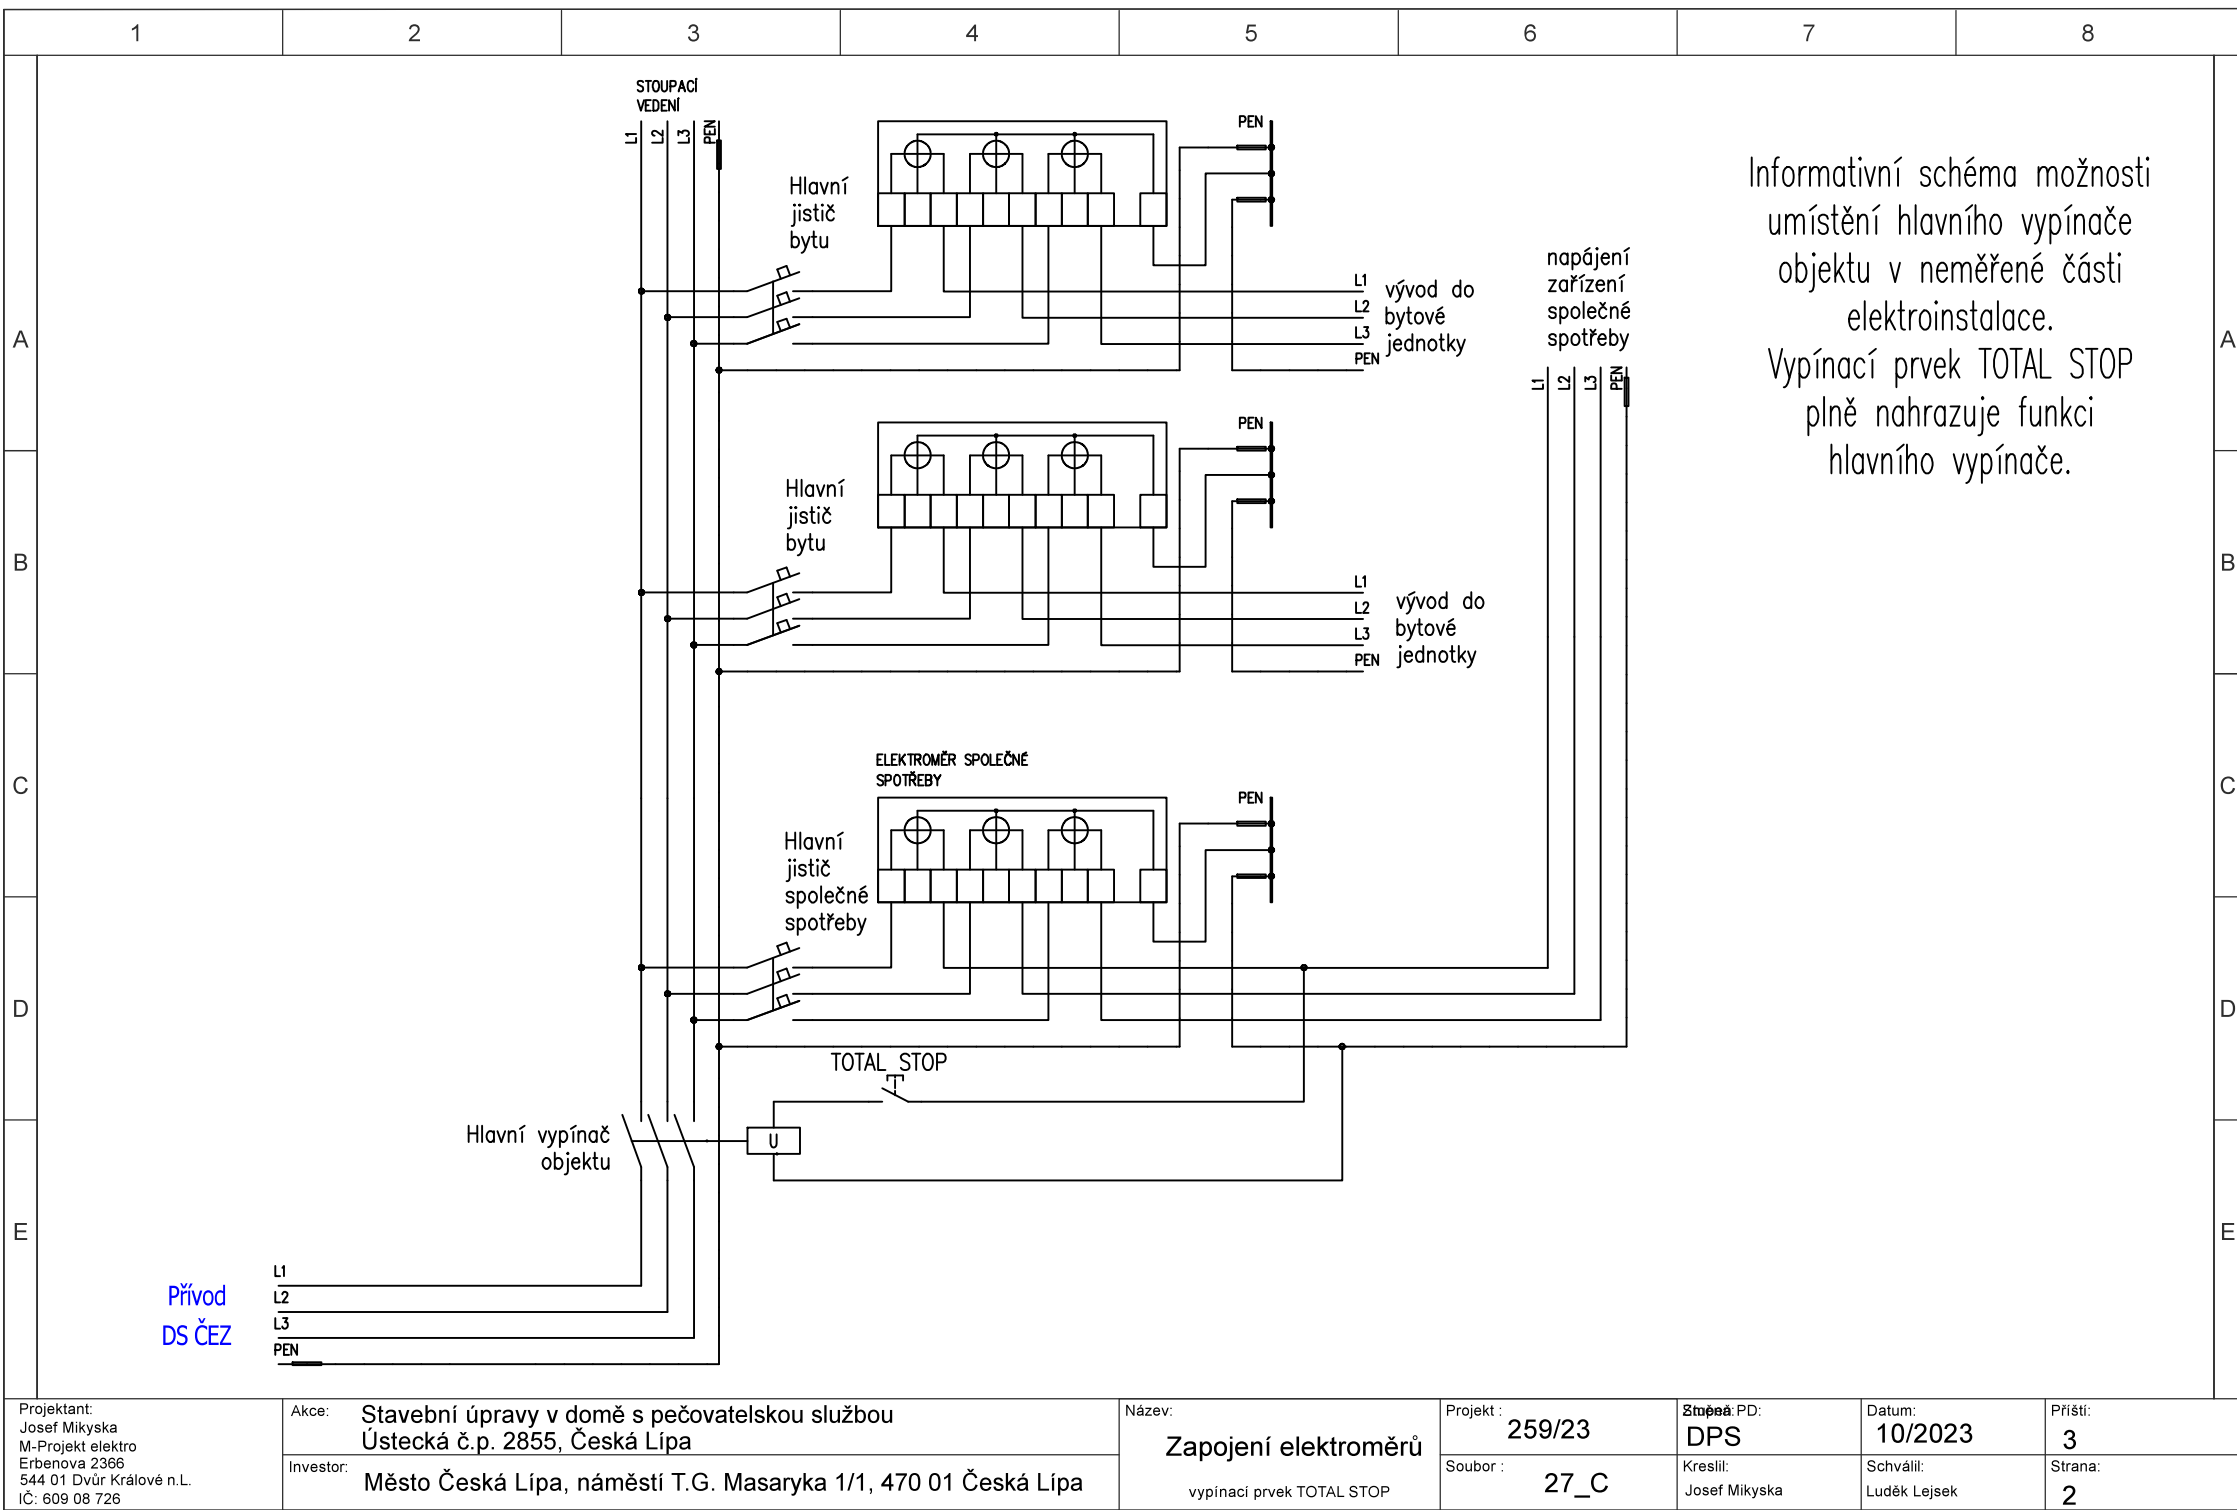 1 2 3 4 5 6 7 8
STOUPACÍ
VEDENÍ
L1 L2 L3 PEN
Hlavní
jistič
bytu
PEN
L1
L2
L3
PEN
vývod do
bytové
jednotky
napájení
zařízení
společné
spotřeby
L1 L2 L3 PEN
Informativní schéma možnosti
umístění hlavního vypínače
objektu v neměřené části
elektroinstalace.
Vypínací prvek TOTAL STOP
plně nahrazuje funkci
hlavního vypínače.
A A
Hlavní
jistič
bytu
PEN
L1
L2
L3
PEN
vývod do
bytové
jednotky
B B
ELEKTROMĚR SPOLEČNÉ
SPOTŘEBY
Hlavní
jistič
společné
spotřeby
PEN
C C
D D
TOTAL STOP
Hlavní vypínač
objektu
U
E E
Přívod
DS ČEZ
L1
L2
L3
PEN
Projektant:
Josef Mikyska
M-Projekt elektro
Erbenova 2366
544 01 Dvůr Králové n.L.
IČ: 609 08 726
Akce: Stavební úpravy v domě s pečovatelskou službou
Ústecká č.p. 2855, Česká Lípa
Investor: Město Česká Lípa, náměstí T.G. Masaryka 1/1, 470 01 Česká Lípa
Název:
Zapojení elektroměrů
vypínací prvek TOTAL STOP
Projekt : 259/23
Soubor : 27_C
PD:
DPS
Kreslil:
Josef Mikyska
Datum:
10/2023
Schválil:
Luděk Lejsek
Příští:
3
Strana:
2